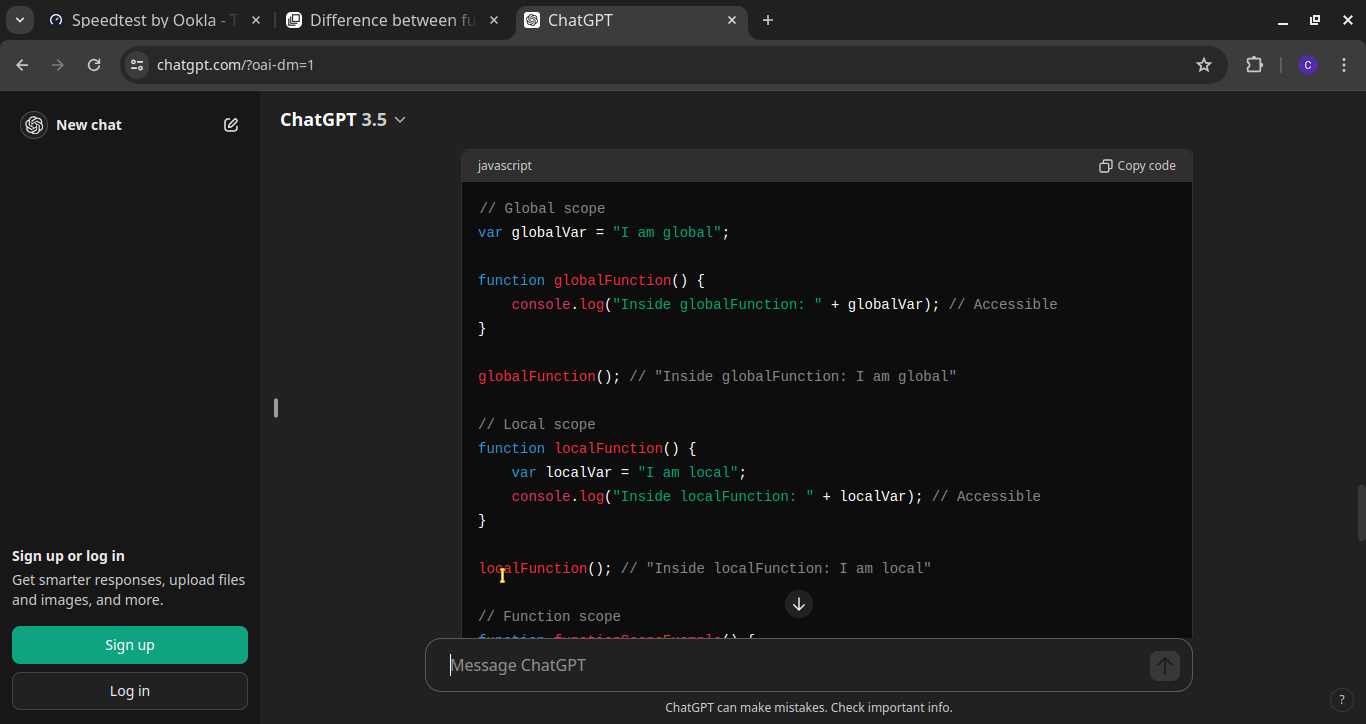 Speedtest by Ookla - T
Difference between fu
ChatGPT
chatgpt.com/?oai-dm=1
C
New chat
ChatGPT 3.5
javascript
Copy code
// Global scope
var globalVar = "I am global";
function globalFunction() {
console.log("Inside globalFunction: " + globalVar); // Accessible
}
globalFunction(); // "Inside globalFunction: I am global"
// Local scope
function localFunction() {
var localVar = "I am local";
console.log("Inside localFunction: " + localVar); // Accessible
}
localFunction(); // "Inside localFunction: I am local"
// Function scope
function functionScopeExample() {
Sign up or log in
Get smarter responses, upload files
and images, and more.
Sign up
Log in
Message ChatGPT
ChatGPT can make mistakes. Check important info.
?